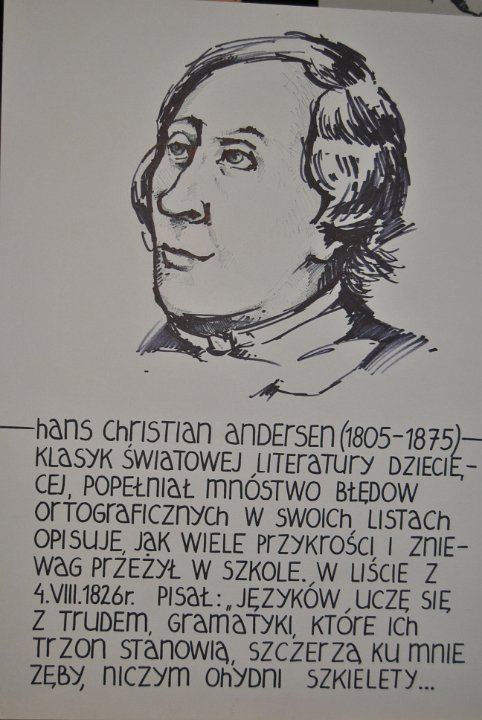 hans Christian Andersen (1805-1875)
KLASYK ŚWIATOWEJ LITERATURY DZIECIĘ-
CEJ, POPEŁNIAŁ MNÓSTWO BŁĘDÓW
ORTOGRAFICZNYCH W SWOICH LISTACH
OPISUJE, JAK WIELE PRZYKROŚCI I ZNIE-
WAG PRZEŻYŁ W SZKOLE. W LIŚCIE Z
4.VIII.1826r. PISAŁ: „JĘZYKÓW UCZĘ SIĘ
Z TRUDEM, GRAMATYKI, KTÓRE ICH
TRZON STANOWIĄ, SZCZERZĄ KU MNIE
ZĘBY, NICZYM OHYDNI SZKIELETY...